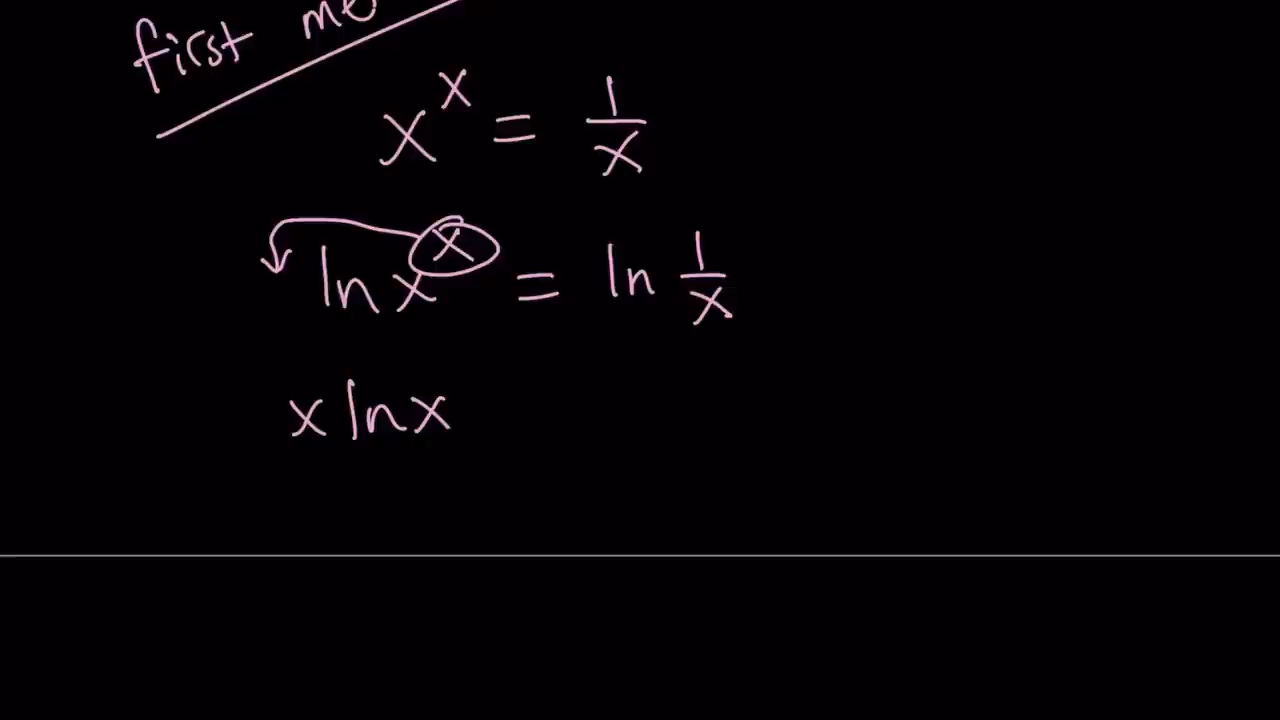 first
x^x = 1/x
ln x^x = ln 1/x
x ln x